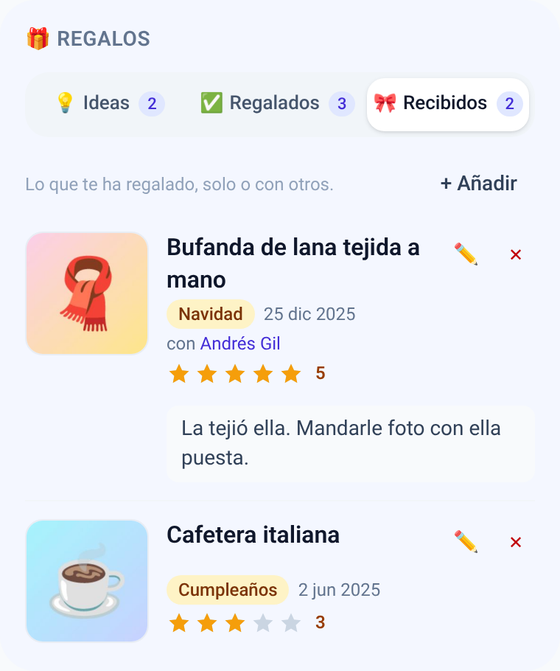 🎁 REGALOS
💡 Ideas 2 ✅ Regalados 3 🎀 Recibidos 2
Lo que te ha regalado, solo o con otros. + Añadir
Bufanda de lana tejida a
mano
Navidad 25 dic 2025
con Andrés Gil
★★★★★ 5
La tejió ella. Mandarle foto con ella
puesta.
Cafetera italiana
Cumpleaños 2 jun 2025
★★★★★ 3